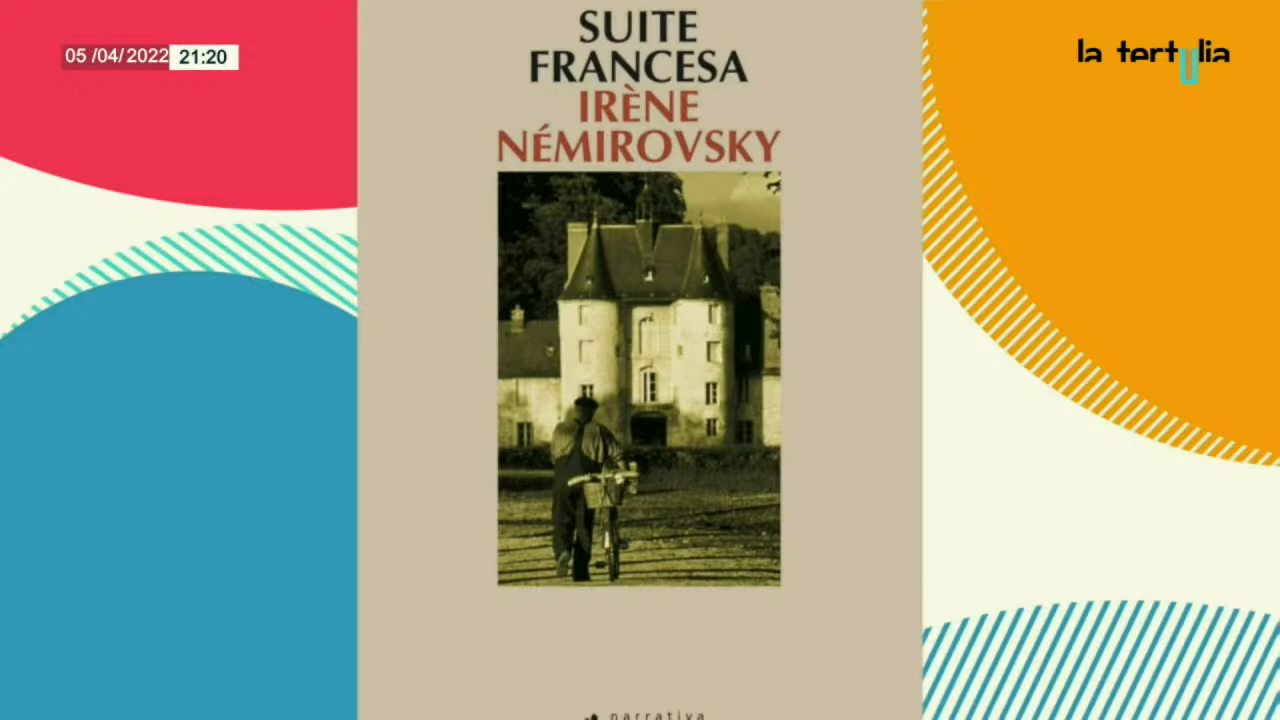 05 /04/ 2022 21:20
la tertulia
SUITE
FRANCESA
IRÈNE
NÉMIROVSKY
narrativa